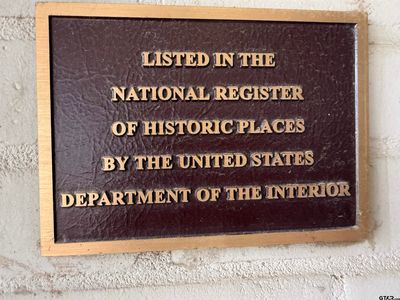 LISTED IN THE
NATIONAL REGISTER
OF HISTORIC PLACES
BY THE UNITED STATES
DEPARTMENT OF THE INTERIOR